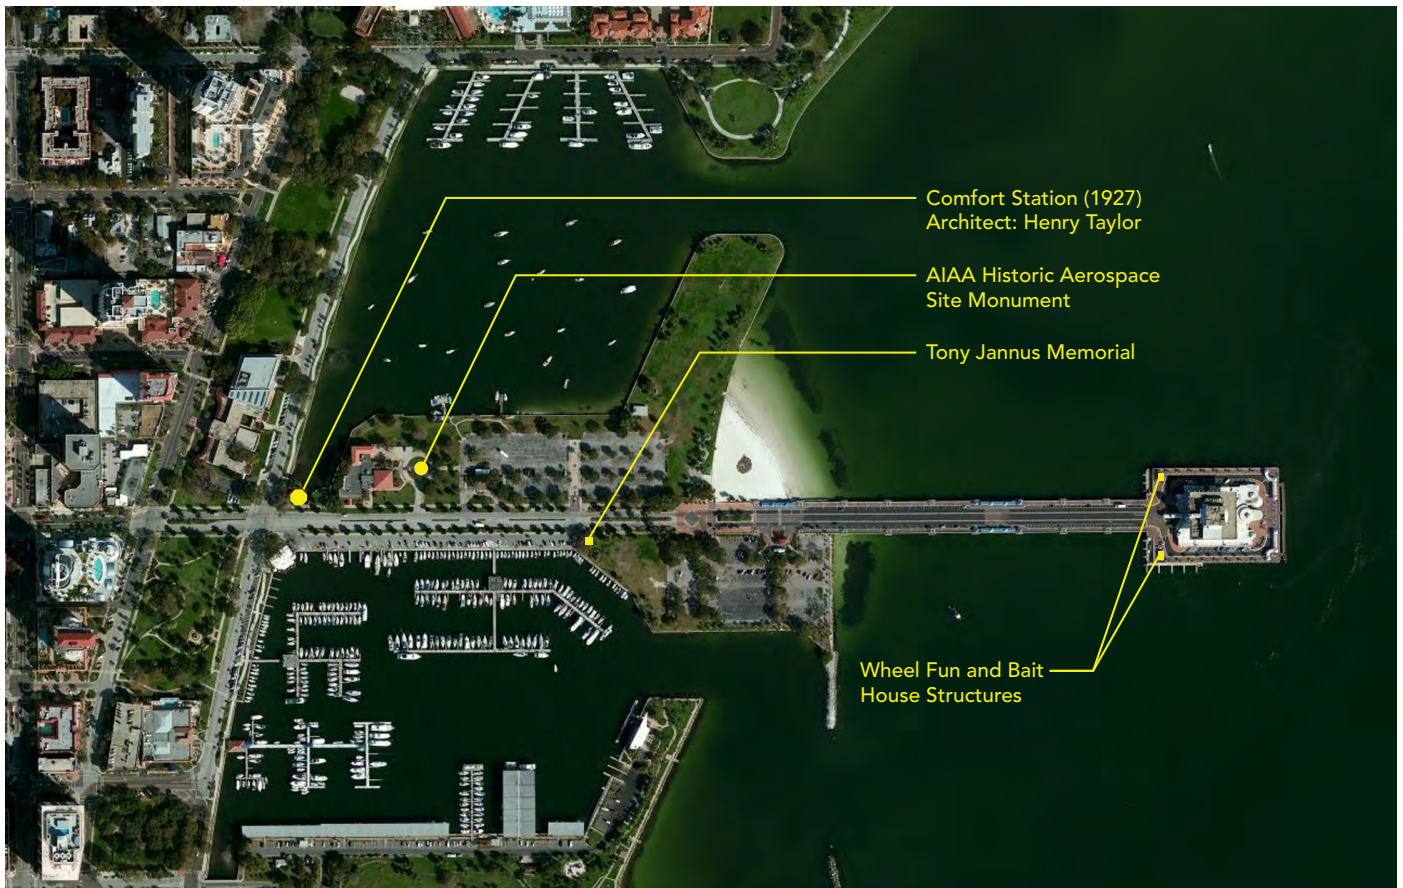 Comfort Station (1927)
Architect: Henry Taylor
AIAA Historic Aerospace
Site Monument
Tony Jannus Memorial
Wheel Fun and Bait
House Structures